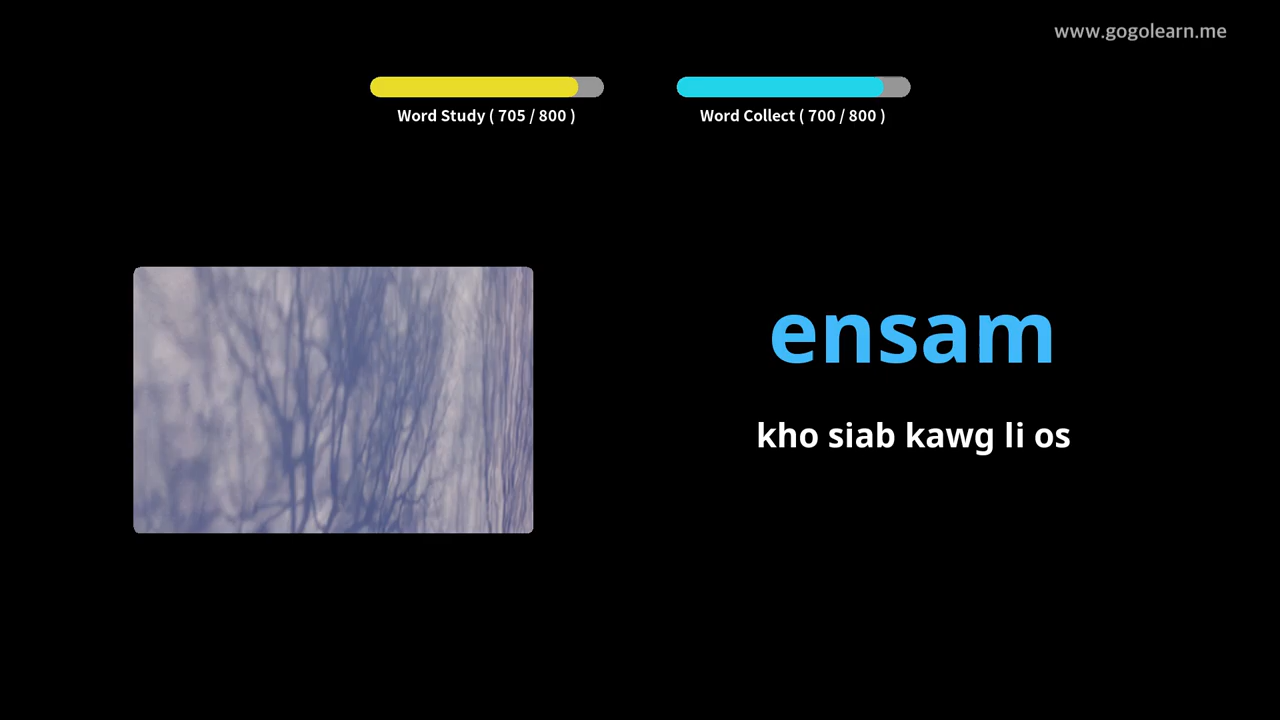 www.gogolearn.me
Word Study ( 705 / 800 )
Word Collect ( 700 / 800 )
ensam
kho siab kawg li os